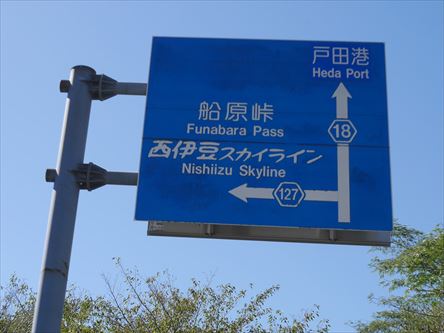 戸田港
Heda Port
船原峠
Funabara Pass
18
西伊豆スカイライン
Nishiizu Skyline
127